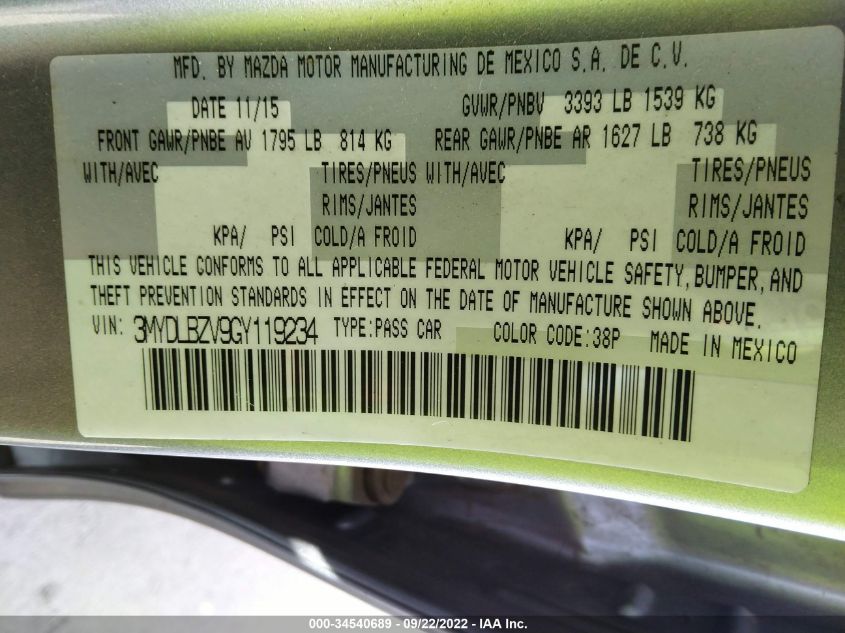 MFD. BY MAZDA MOTOR MANUFACTURING DE MEXICO S.A. DE C.V.
DATE 11/15 GVWR/PNBV 3393 LB 1539 KG
FRONT GAWR/PNBE AV 1795 LB 814 KG REAR GAWR/PNBE AR 1627 LB 738 KG
WITH/AVEC TIRES/PNEUS WITH/AVEC TIRES/PNEUS
RIMS/JANTES RIMS/JANTES
KPA/ PSI COLD/A FROID KPA/ PSI COLD/A FROID
THIS VEHICLE CONFORMS TO ALL APPLICABLE FEDERAL MOTOR VEHICLE SAFETY, BUMPER, AND
THEFT PREVENTION STANDARDS IN EFFECT ON THE DATE OF MANUFACTURE SHOWN ABOVE.
VIN: 3MYDLBZV9GY119234 TYPE:PASS CAR COLOR CODE:38P MADE IN MEXICO
000-34540689 - 09/22/2022 - IAA Inc.